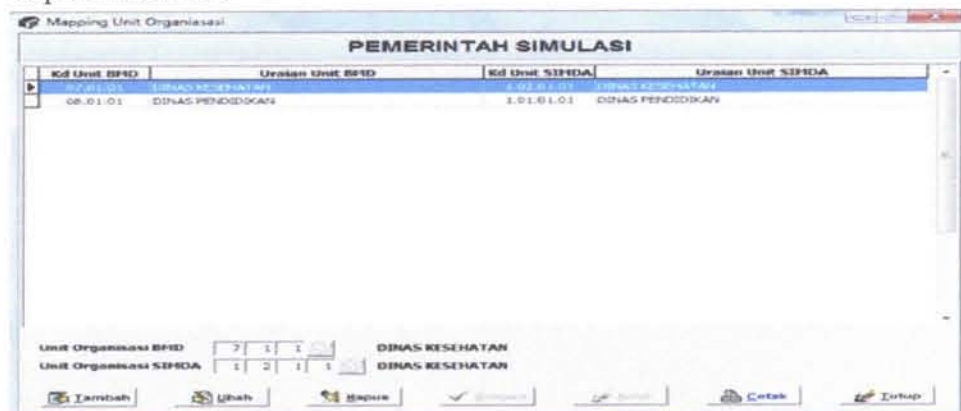 Mapping Unit Organisasi
PEMERINTAH SIMULASI
Kd Unit BMD Uraian Unit BMD Kd Unit SIMDA Uraian Unit SIMDA
07.01.01 DINAS KESEHATAN 1.02.01.01 DINAS KESEHATAN
08.01.01 DINAS PENDIDIKAN 1.01.01.01 DINAS PENDIDIKAN
Unit Organisasi BMD 7 1 1 DINAS KESEHATAN
Unit Organisasi SIMDA 1 2 1 1 DINAS KESEHATAN
Tambah Ubah Hapus Cetak Tutup